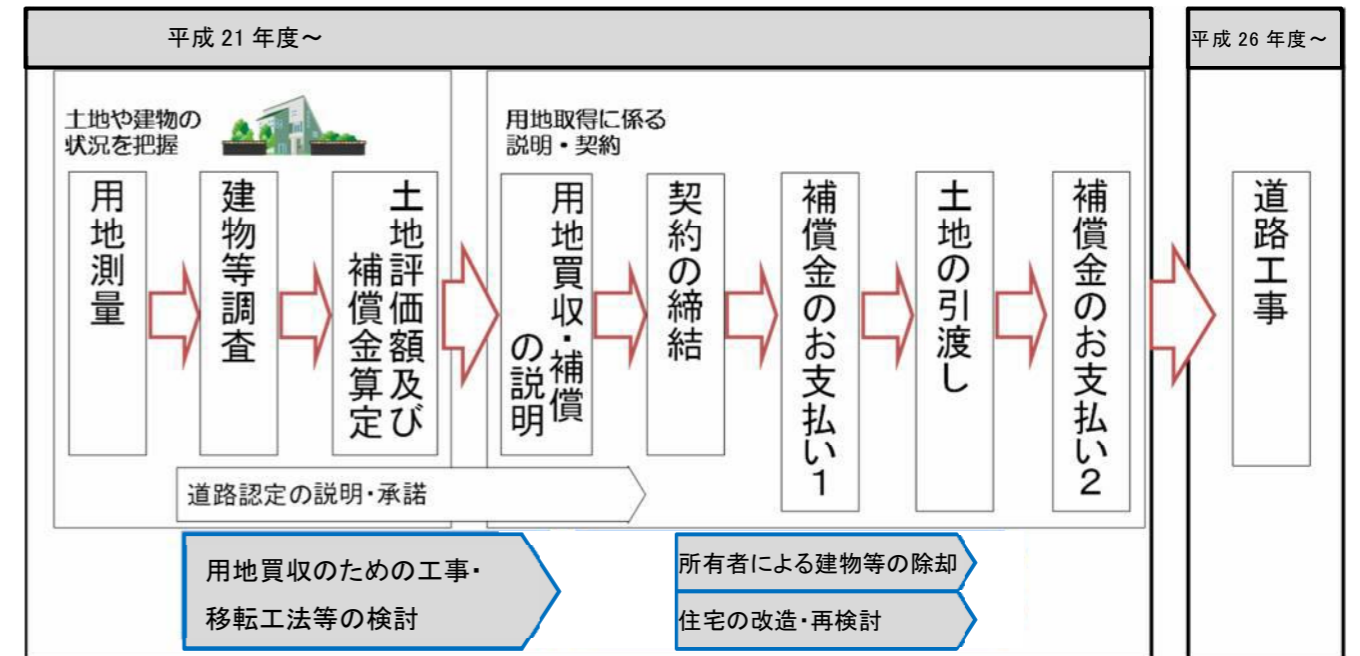 平成 21 年度～
平成 26 年度～
土地や建物の
状況を把握
用地測量
建物等調査
土地評価額及び
補償金算定
用地取得に係る
説明・契約
用地買収・補償
の説明
契約の締結
補償金のお支払い1
土地の引渡し
補償金のお支払い2
道路工事
道路認定の説明・承諾
用地買収のための工事・
移転工法等の検討
所有者による建物等の除却
住宅の改造・再検討